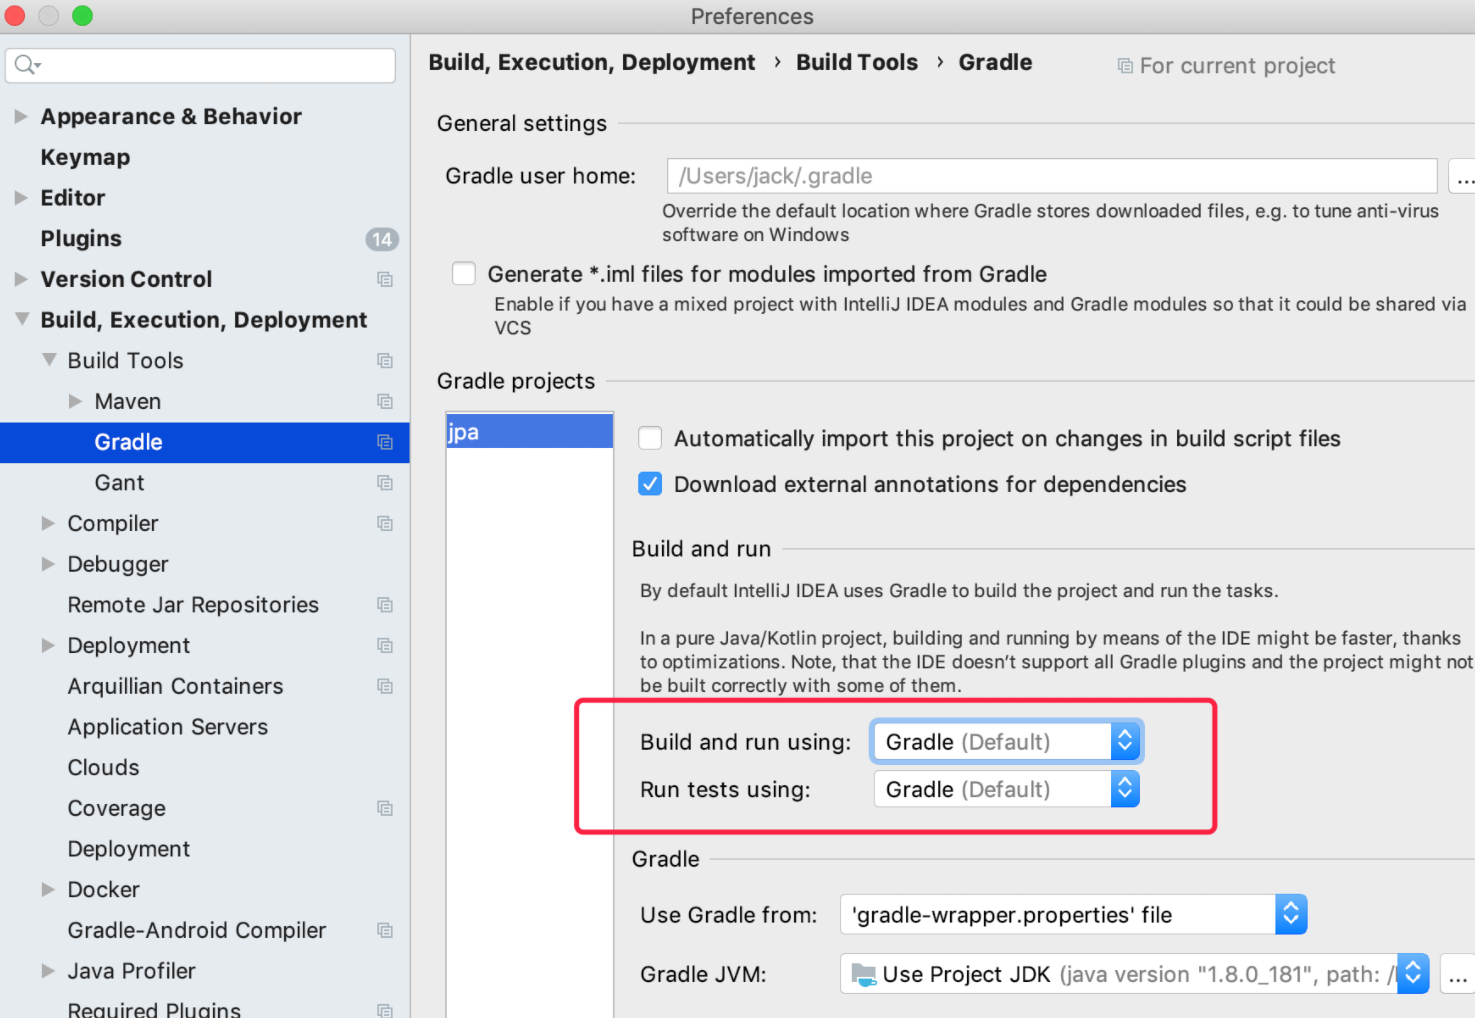 Preferences
Appearance & Behavior
Keymap
Editor
Plugins
14
Version Control
Build, Execution, Deployment
Build Tools
Maven
Gradle
Gant
Compiler
Debugger
Remote Jar Repositories
Deployment
Arquillian Containers
Application Servers
Clouds
Coverage
Deployment
Docker
Gradle-Android Compiler
Java Profiler
Required Plugins
Build, Execution, Deployment › Build Tools › Gradle
For current project
General settings
Gradle user home: /Users/jack/.gradle ...
Override the default location where Gradle stores downloaded files, e.g. to tune anti-virus
software on Windows
Generate *.iml files for modules imported from Gradle
Enable if you have a mixed project with IntelliJ IDEA modules and Gradle modules so that it could be shared via
VCS
Gradle projects
jpa
Automatically import this project on changes in build script files
Download external annotations for dependencies
Build and run
By default IntelliJ IDEA uses Gradle to build the project and run the tasks.
In a pure Java/Kotlin project, building and running by means of the IDE might be faster, thanks
to optimizations. Note, that the IDE doesn't support all Gradle plugins and the project might not
be built correctly with some of them.
Build and run using: Gradle (Default)
Run tests using: Gradle (Default)
Gradle
Use Gradle from: 'gradle-wrapper.properties' file
Gradle JVM: Use Project JDK (java version "1.8.0_181", path: / ...